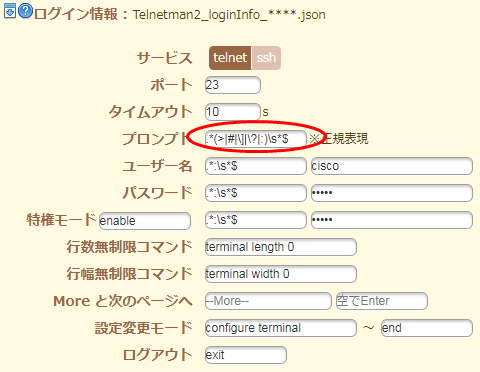 ログイン情報 : Telnetman2_loginInfo_****.json
サービス telnet ssh
ポート 23
タイムアウト 10 s
プロンプト .*(>|#|\]|\?|:)\s*$ ※正規表現
ユーザー名 .*:\s*$ cisco
パスワード .*:\s*$ •••••
特権モード enable .*:\s*$ •••••
行数無制限コマンド terminal length 0
行幅無制限コマンド terminal width 0
More と次のページへ --More-- 空でEnter
設定変更モード configure terminal ～ end
ログアウト exit